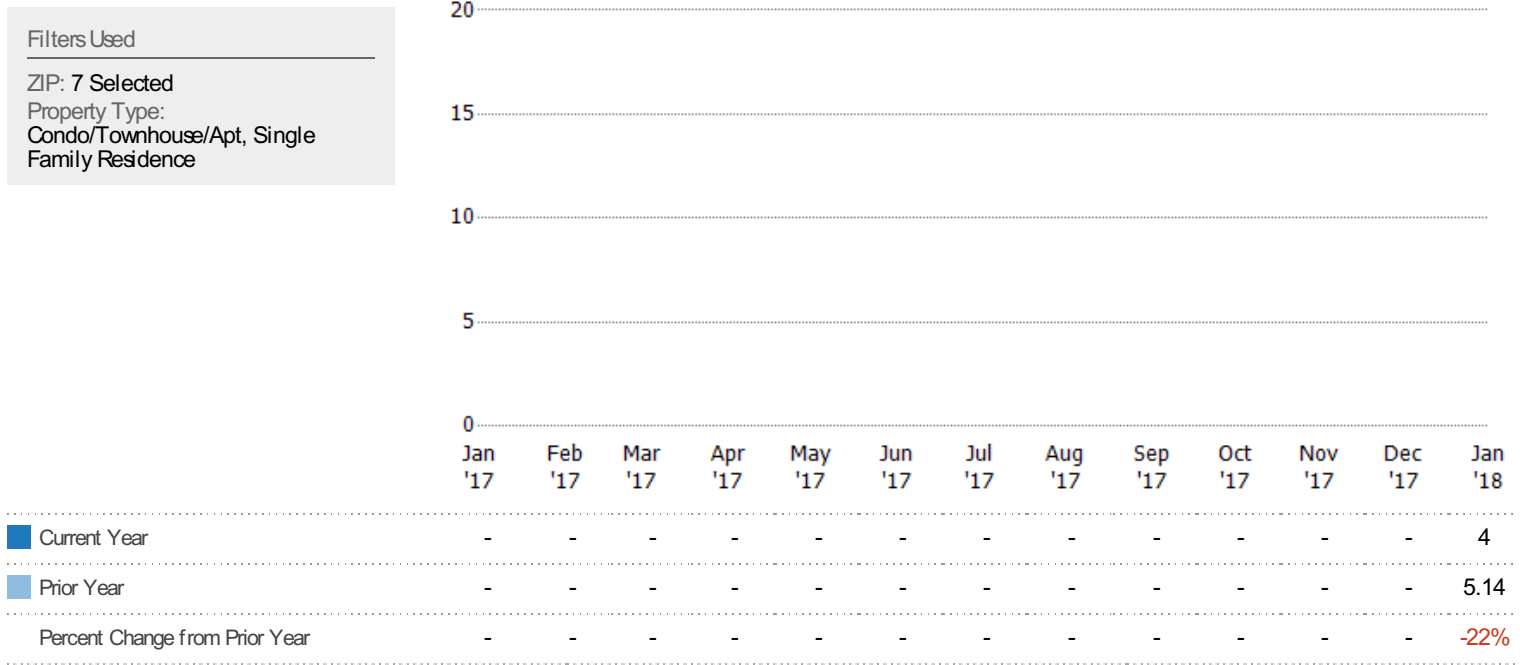 Filters Used
ZIP: 7 Selected
Property Type:
Condo/Townhouse/Apt, Single
Family Residence
20
15
10
5
0
Jan Feb Mar Apr May Jun Jul Aug Sep Oct Nov Dec Jan
'17 '17 '17 '17 '17 '17 '17 '17 '17 '17 '17 '17 '18
Current Year - - - - - - - - - - - - 4
Prior Year - - - - - - - - - - - - 5.14
Percent Change from Prior Year - - - - - - - - - - - - -22%